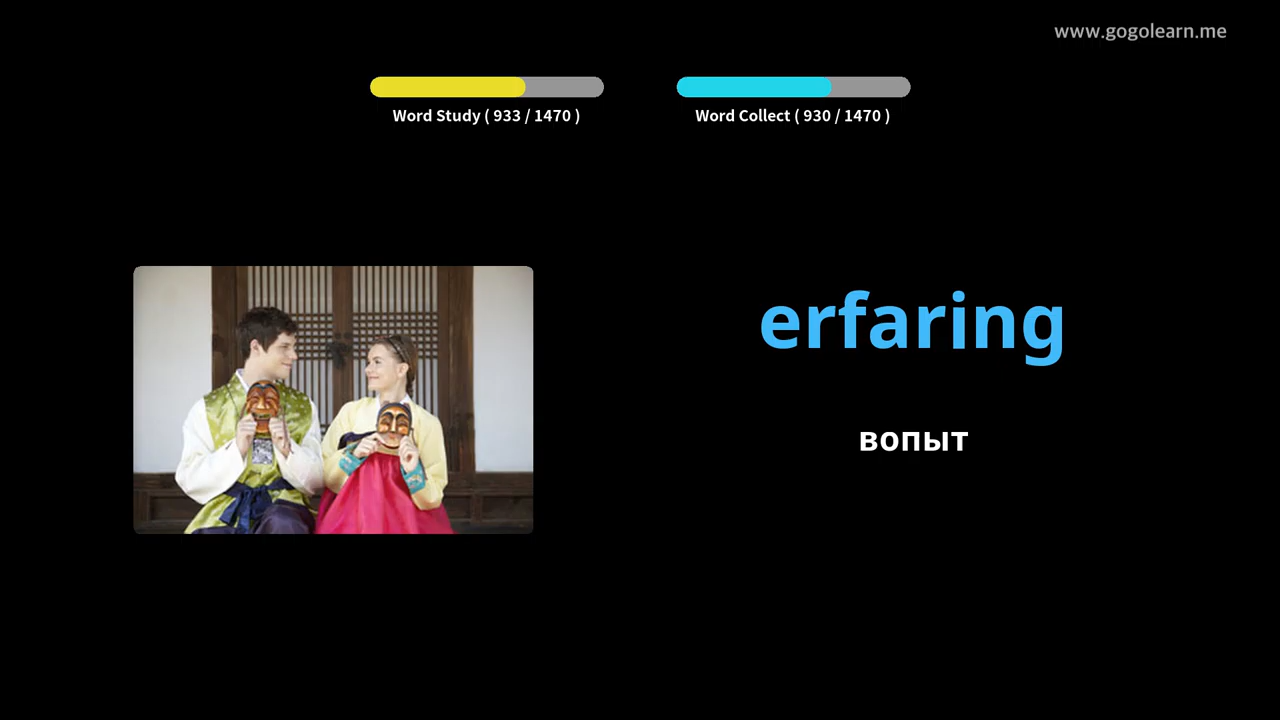 www.gogolearn.me
Word Study ( 933 / 1470 )
Word Collect ( 930 / 1470 )
erfaring
вопыт